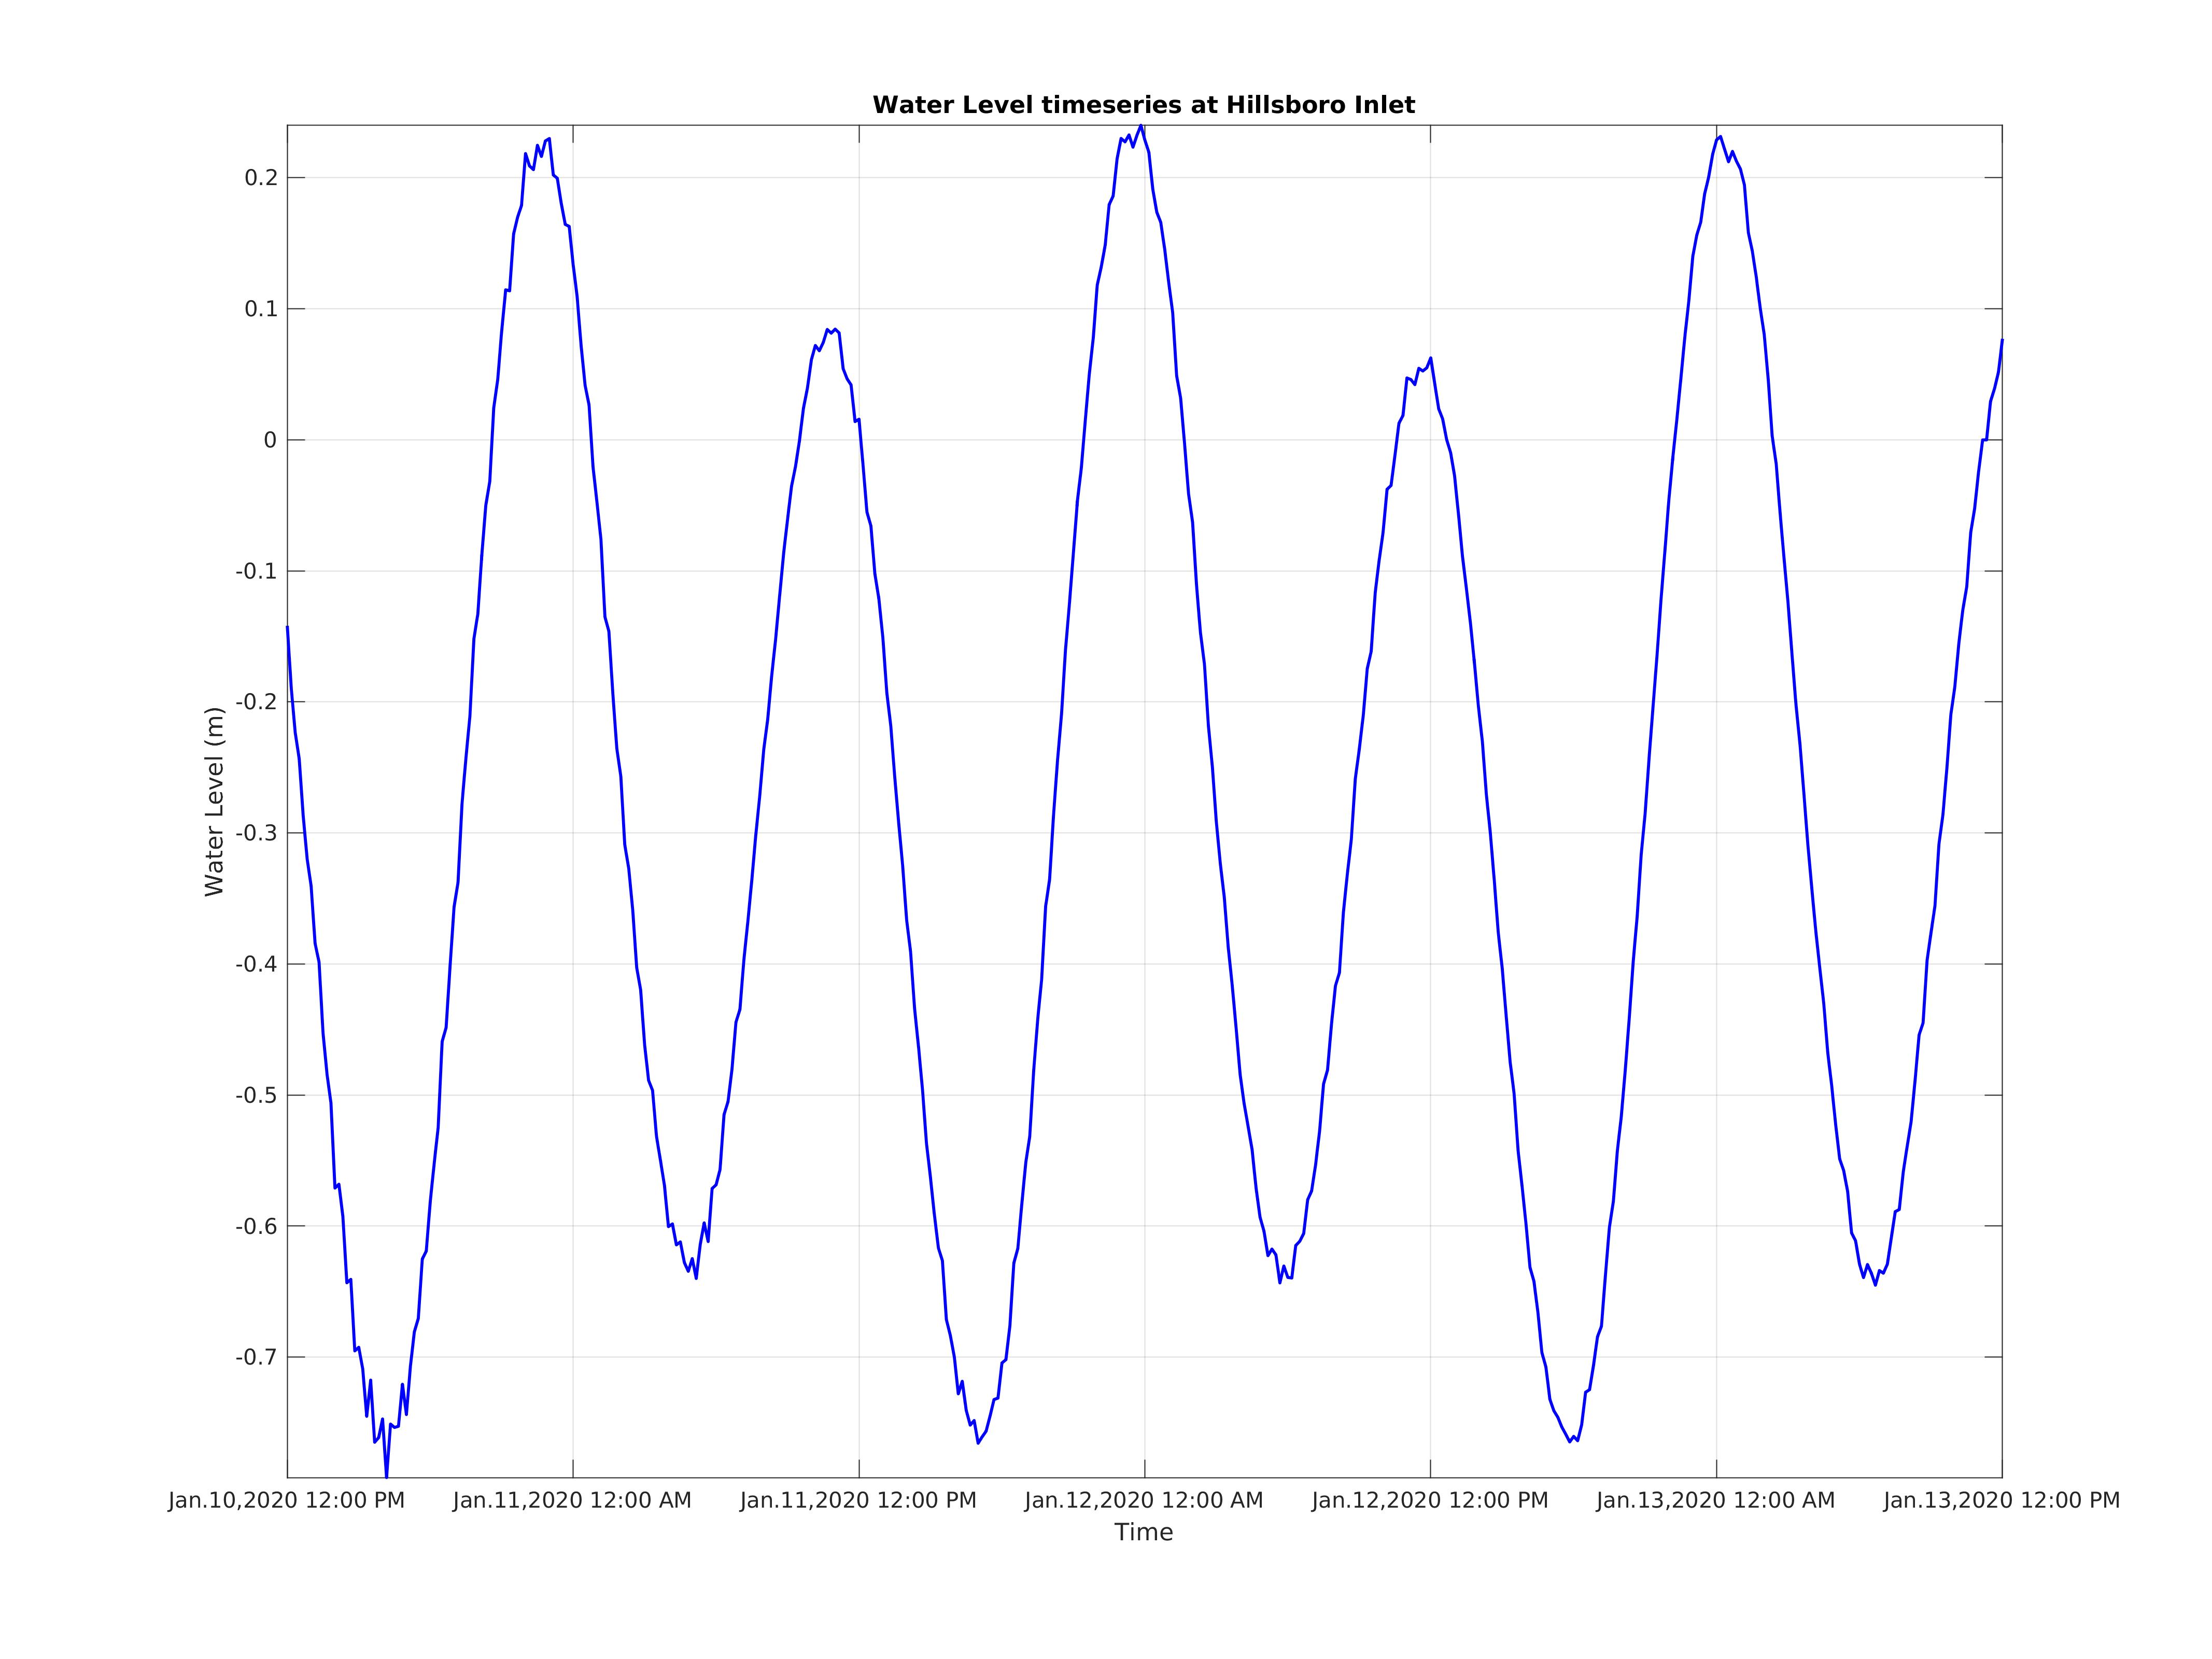 Water Level timeseries at Hillsboro Inlet
0.2
0.1
0
-0.1
-0.2
-0.3
-0.4
-0.5
-0.6
-0.7
Water Level (m)
Jan.10,2020 12:00 PM Jan.11,2020 12:00 AM Jan.11,2020 12:00 PM Jan.12,2020 12:00 AM Jan.12,2020 12:00 PM Jan.13,2020 12:00 AM Jan.13,2020 12:00 PM
Time